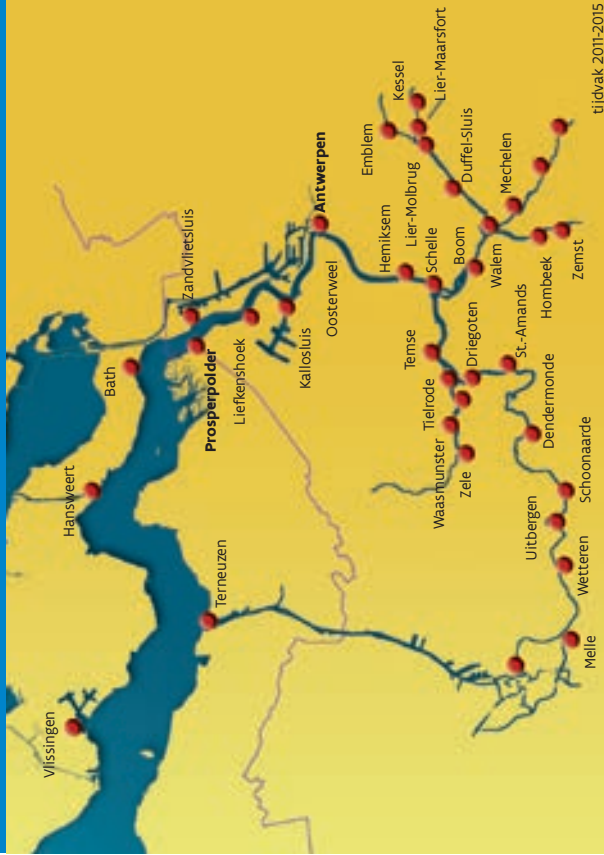 Vlissingen
Terneuzen
Hansweert
Bath
Prosperpolder
Zandvlietsluis
Liefkenshoek
Kallosluis
Oosterweel
Antwerpen
Hemiksem
Schelle
Temse
Tielrode
Waasmunster
Zele
Driegoten
St.-Amands
Dendermonde
Schoonaarde
Uitbergen
Wetteren
Melle
Boom
Walem
Lier-Molbrug
Duffel-Sluis
Emblem
Kessel
Lier-Maarsfort
Mechelen
Hombeek
Zemst
tijdvak 2011-2015